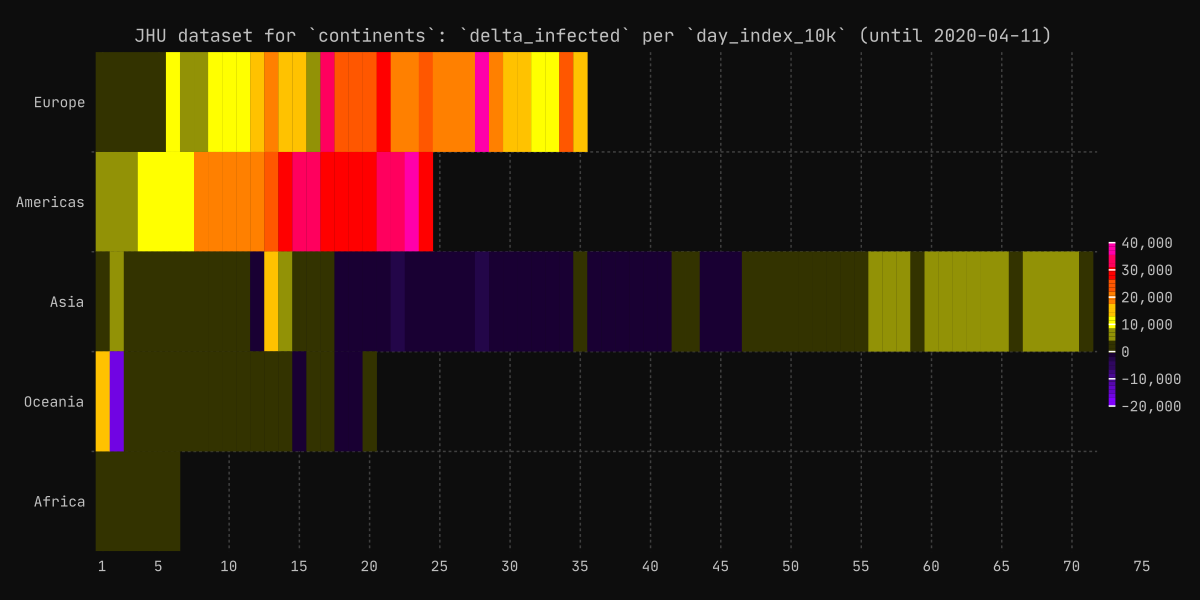 JHU dataset for `continents`: `delta_infected` per `day_index_10k` (until 2020-04-11)
Europe
Americas
Asia
Oceania
Africa
40,000
30,000
20,000
10,000
0
-10,000
-20,000
1 5 10 15 20 25 30 35 40 45 50 55 60 65 70 75